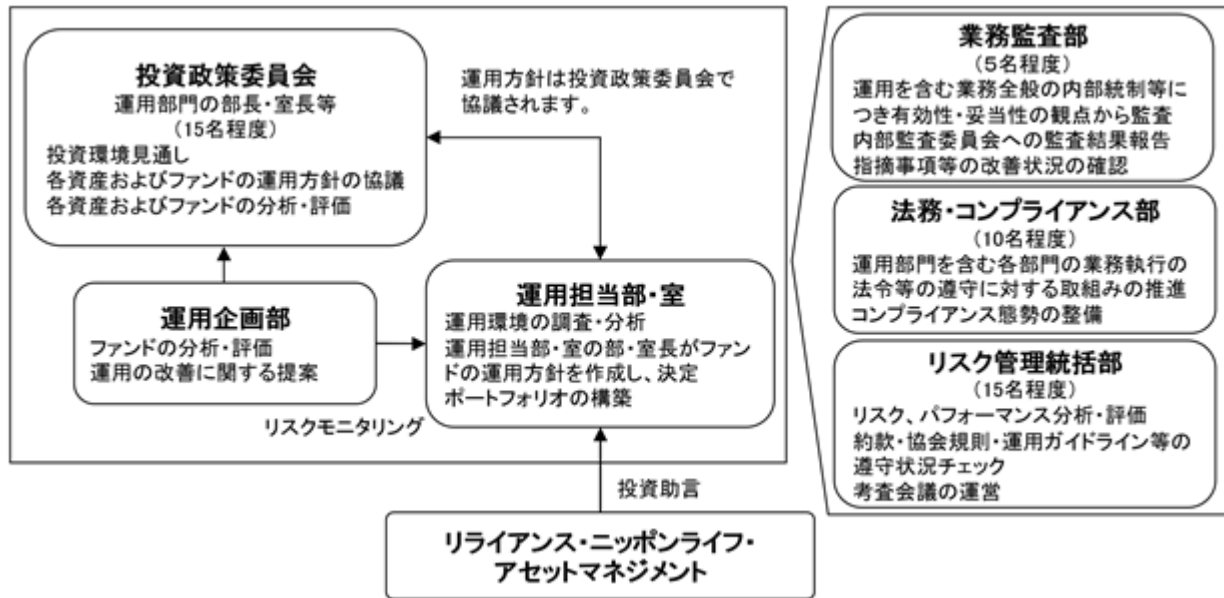 投資政策委員会
運用部門の部長・室長等
（15名程度）
投資環境見通し
各資産およびファンドの運用方針の協議
各資産およびファンドの分析・評価
運用方針は投資政策委員会で
協議されます。
運用企画部
ファンドの分析・評価
運用の改善に関する提案
リスクモニタリング
運用担当部・室
運用環境の調査・分析
運用担当部・室の部・室長がファン
ドの運用方針を作成し、決定
ポートフォリオの構築
投資助言
リライアンス・ニッポンライフ・
アセットマネジメント
業務監査部
（5名程度）
運用を含む業務全般の内部統制等に
つき有効性・妥当性の観点から監査
内部監査委員会への監査結果報告
指摘事項等の改善状況の確認
法務・コンプライアンス部
（10名程度）
運用部門を含む各部門の業務執行の
法令等の遵守に対する取組みの推進
コンプライアンス態勢の整備
リスク管理統括部
（15名程度）
リスク、パフォーマンス分析・評価
約款・協会規則・運用ガイドライン等の
遵守状況チェック
考査会議の運営